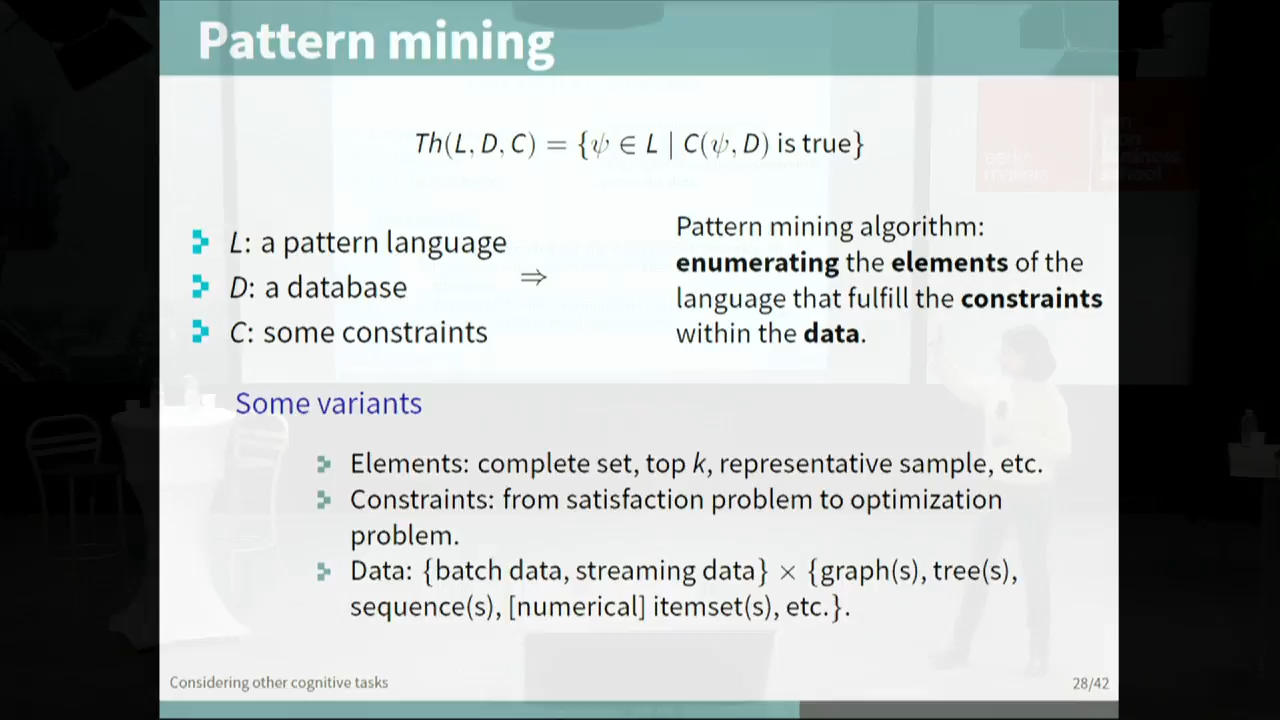 Pattern mining
Th(L, D, C) = {ψ ∈ L | C(ψ, D) is true}
L: a pattern language
D: a database
C: some constraints
⇒
Pattern mining algorithm:
enumerating the elements of the
language that fulfill the constraints
within the data.
Some variants
Elements: complete set, top k, representative sample, etc.
Constraints: from satisfaction problem to optimization
problem.
Data: {batch data, streaming data} × {graph(s), tree(s),
sequence(s), [numerical] itemset(s), etc.}.
Considering other cognitive tasks
28/42
business
school